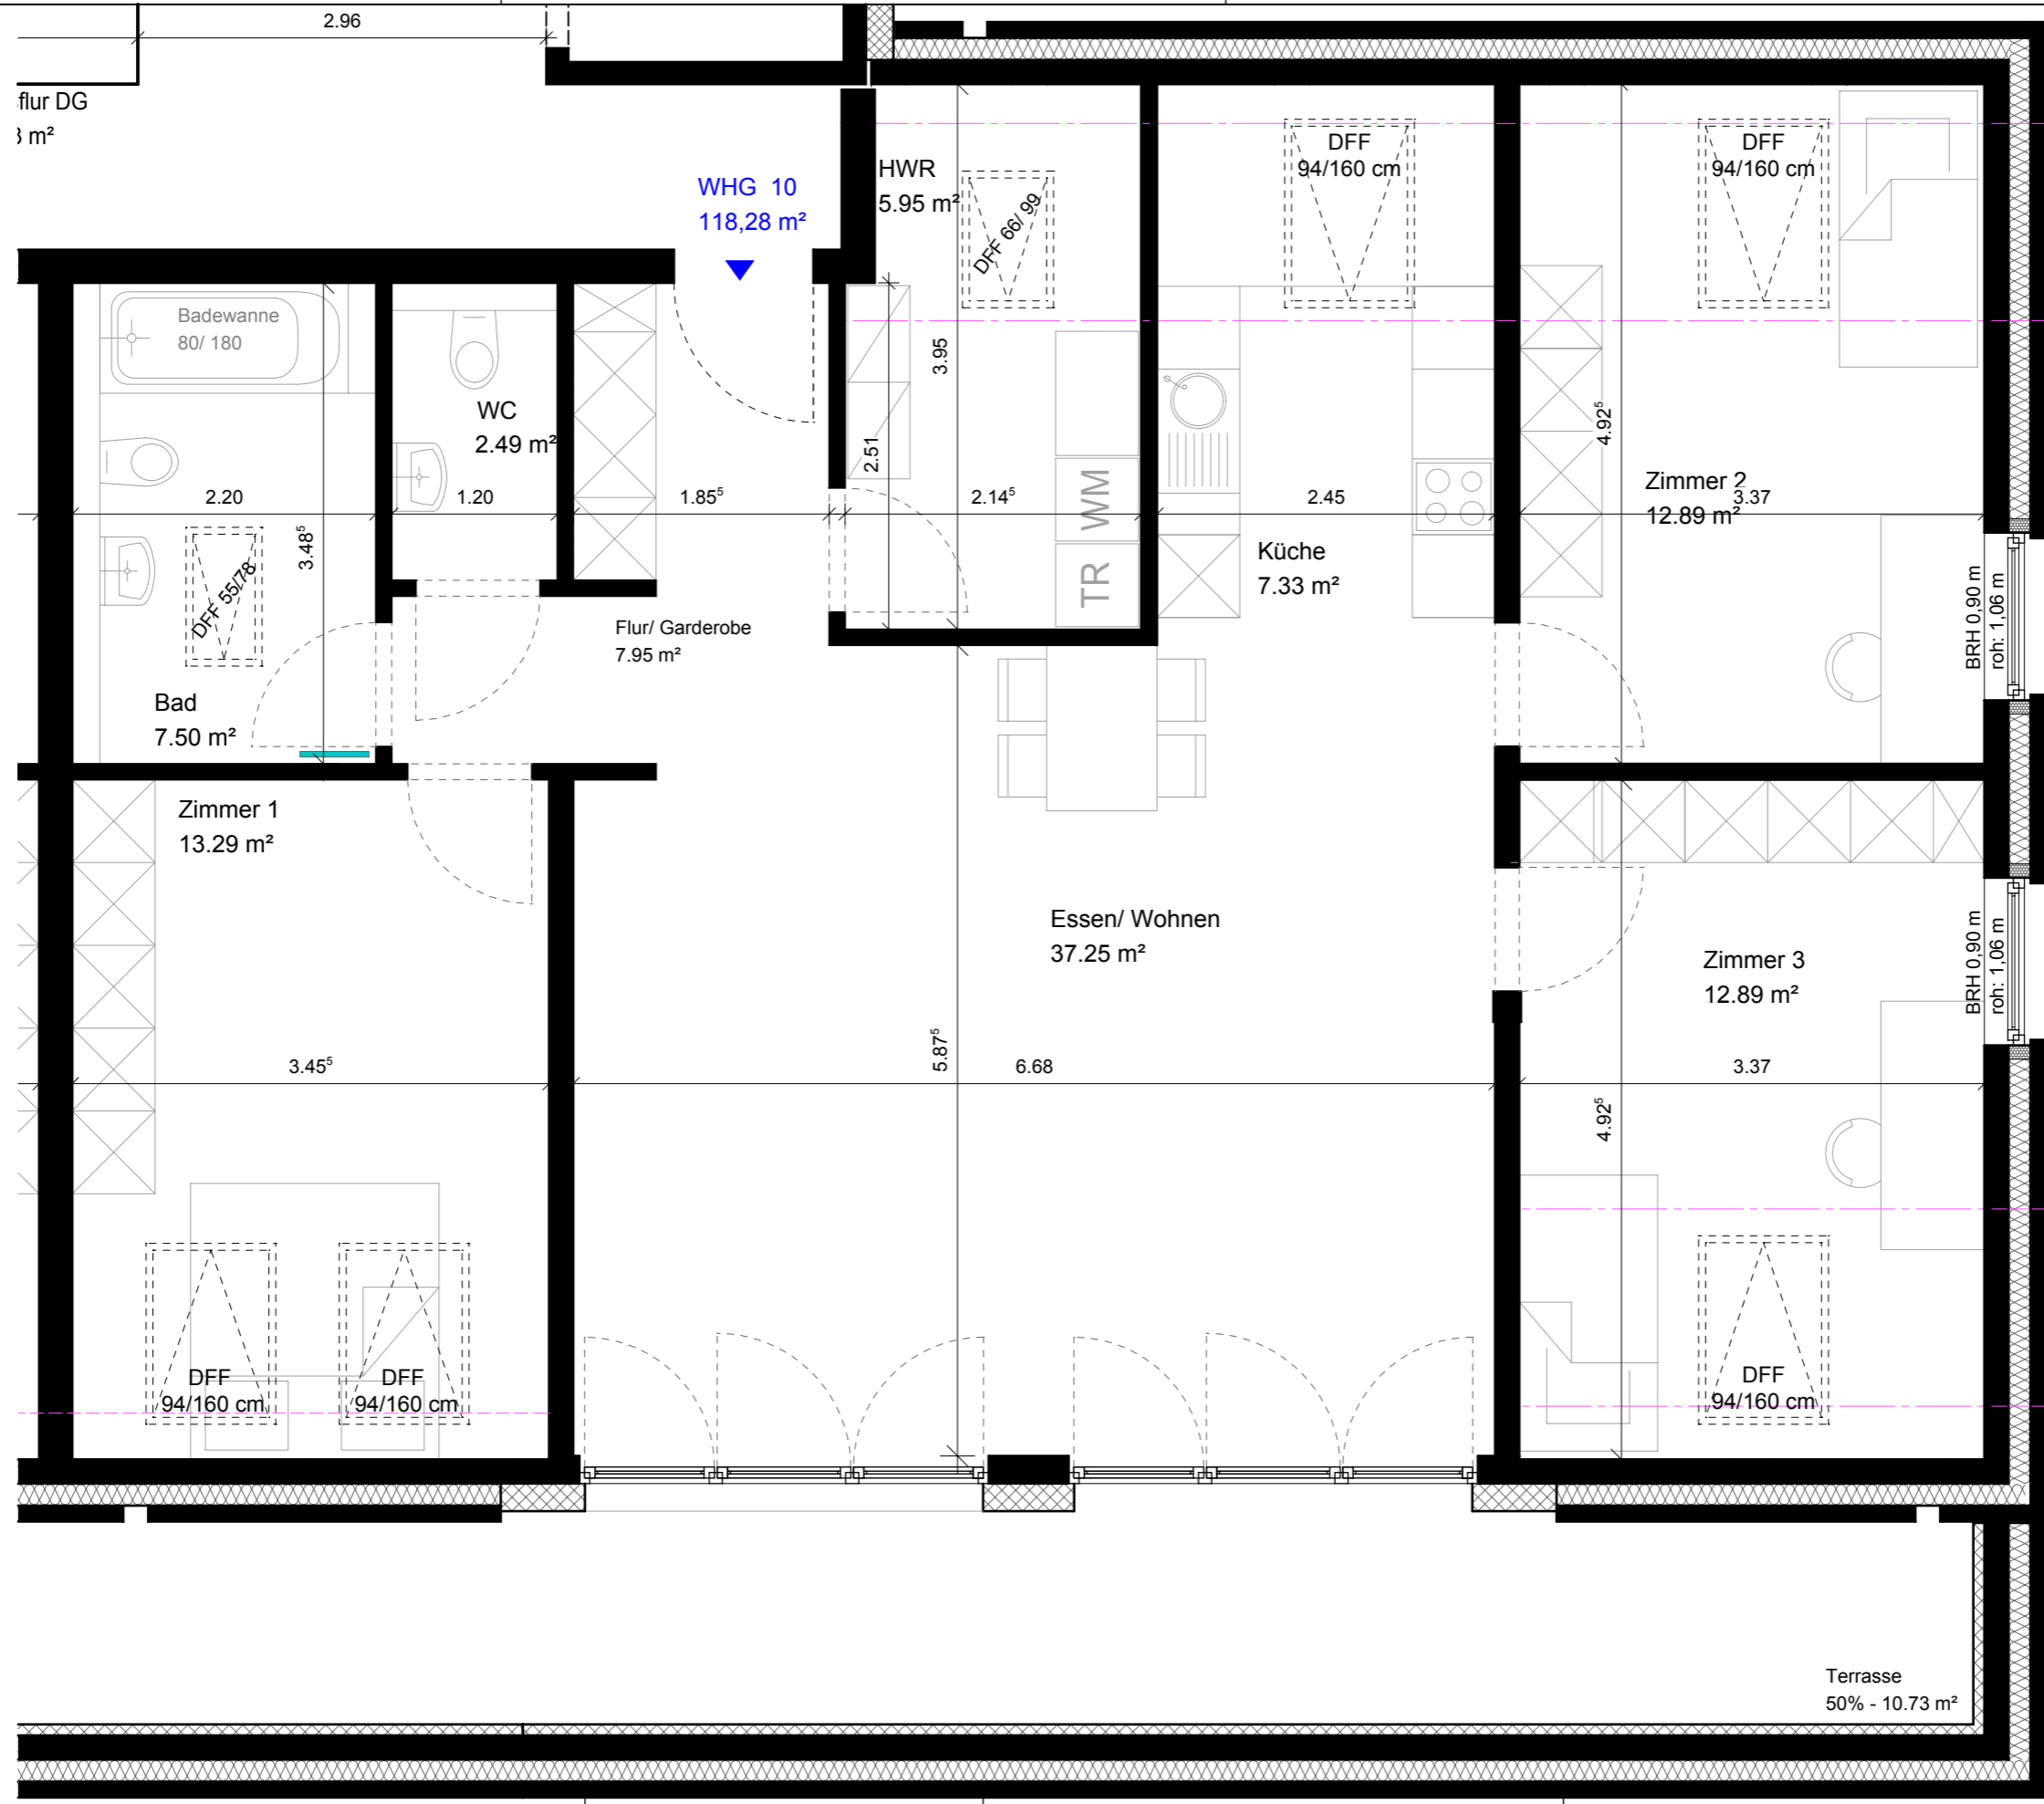 2.96
flur DG
m²
WHG 10
118,28 m²
HWR
5.95 m²
DFF 66/ 99
DFF
94/160 cm
DFF
94/160 cm
Badewanne
80/ 180
WC
2.49 m²
3.95
2.51
4.92⁵
2.20
1.20
1.85⁵
2.14⁵
WM
TR
2.45
Zimmer 2
3.37
12.89 m²
3.48⁵
DFF 55/78
Küche
7.33 m²
BRH 0,90 m
roh: 1,06 m
Flur/ Garderobe
7.95 m²
Bad
7.50 m²
Zimmer 1
13.29 m²
Essen/ Wohnen
37.25 m²
Zimmer 3
12.89 m²
BRH 0,90 m
roh: 1,06 m
3.45⁵
5.87⁵
6.68
3.37
4.92⁵
DFF
94/160 cm
DFF
94/160 cm
DFF
94/160 cm
Terrasse
50% - 10.73 m²